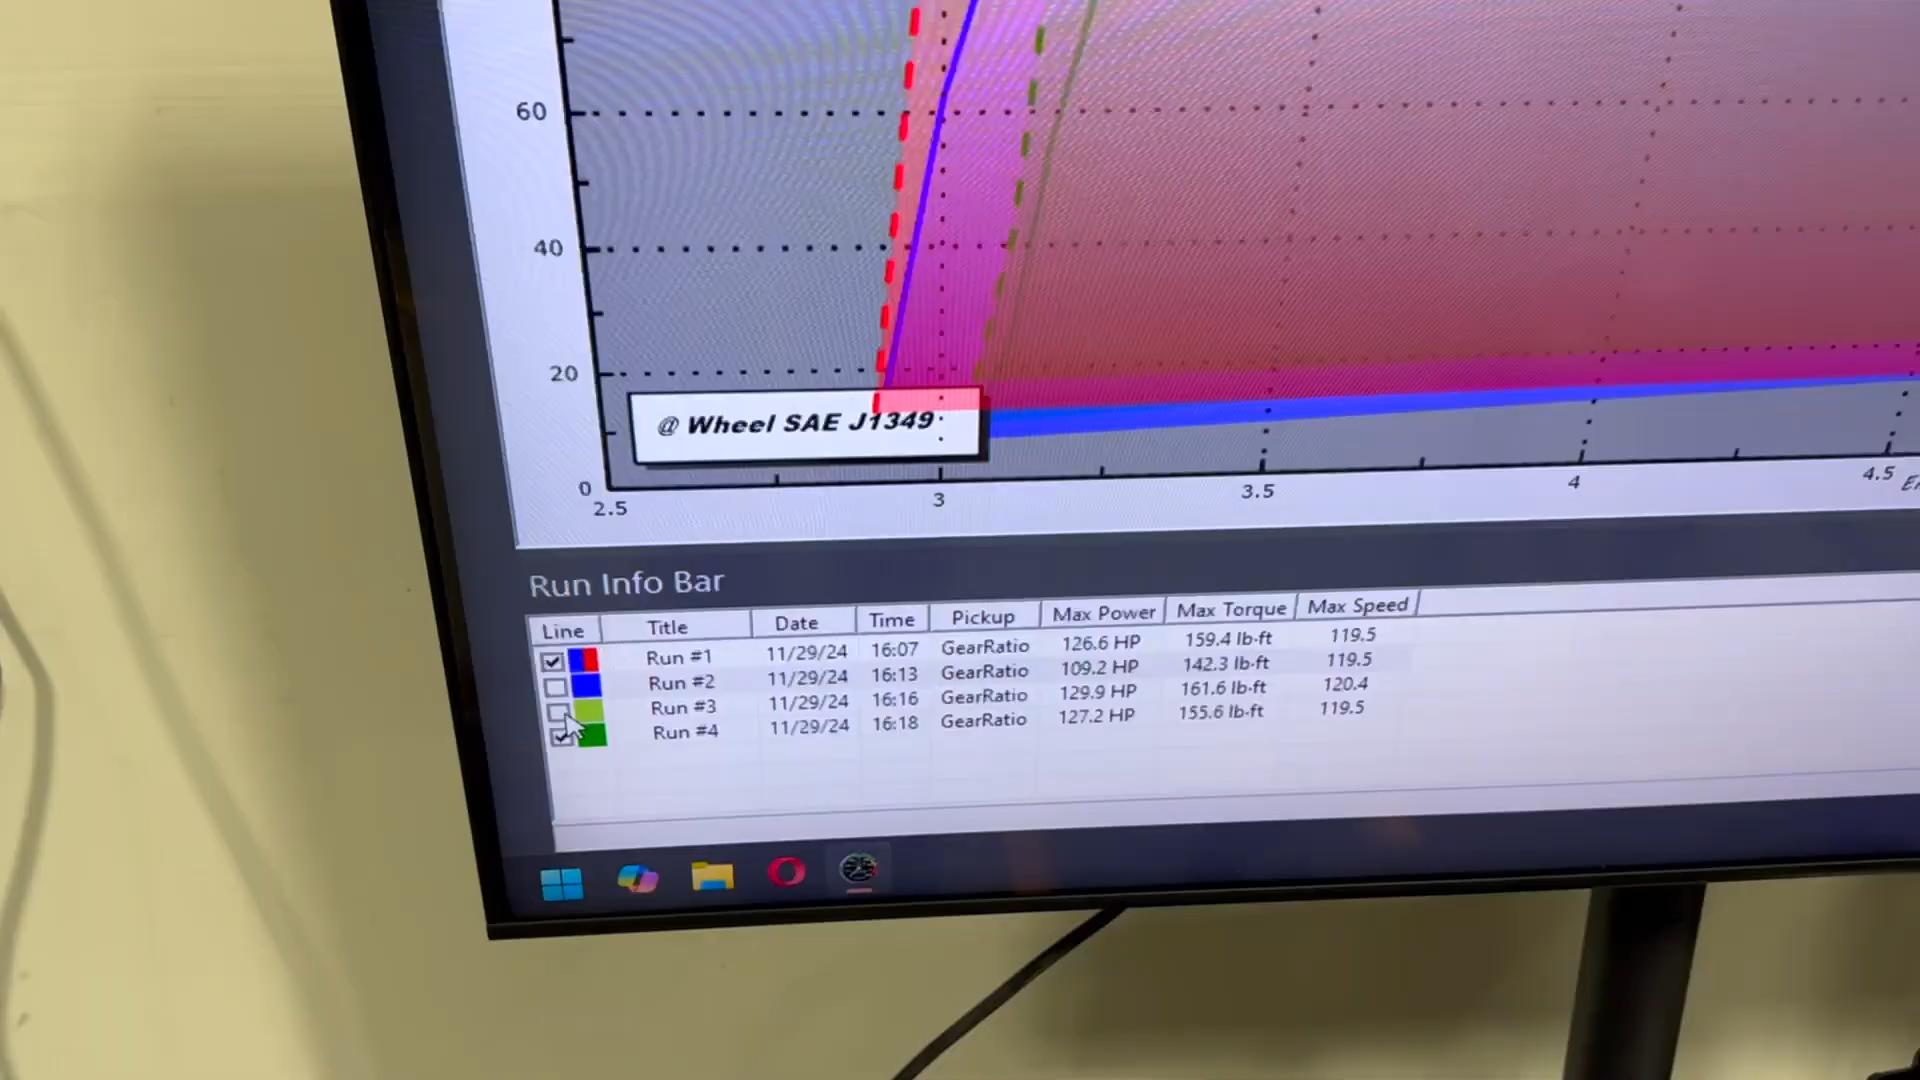 60
40
20
@ Wheel SAE J1349
0
2.5 3 3.5 4 4.5
Run Info Bar
Line Title Date Time Pickup Max Power Max Torque Max Speed
Run #1 11/29/24 16:07 GearRatio 126.6 HP 159.4 lb-ft 119.5
Run #2 11/29/24 16:13 GearRatio 109.2 HP 142.3 lb-ft 119.5
Run #3 11/29/24 16:16 GearRatio 129.9 HP 161.6 lb-ft 120.4
Run #4 11/29/24 16:18 GearRatio 127.2 HP 155.6 lb-ft 119.5